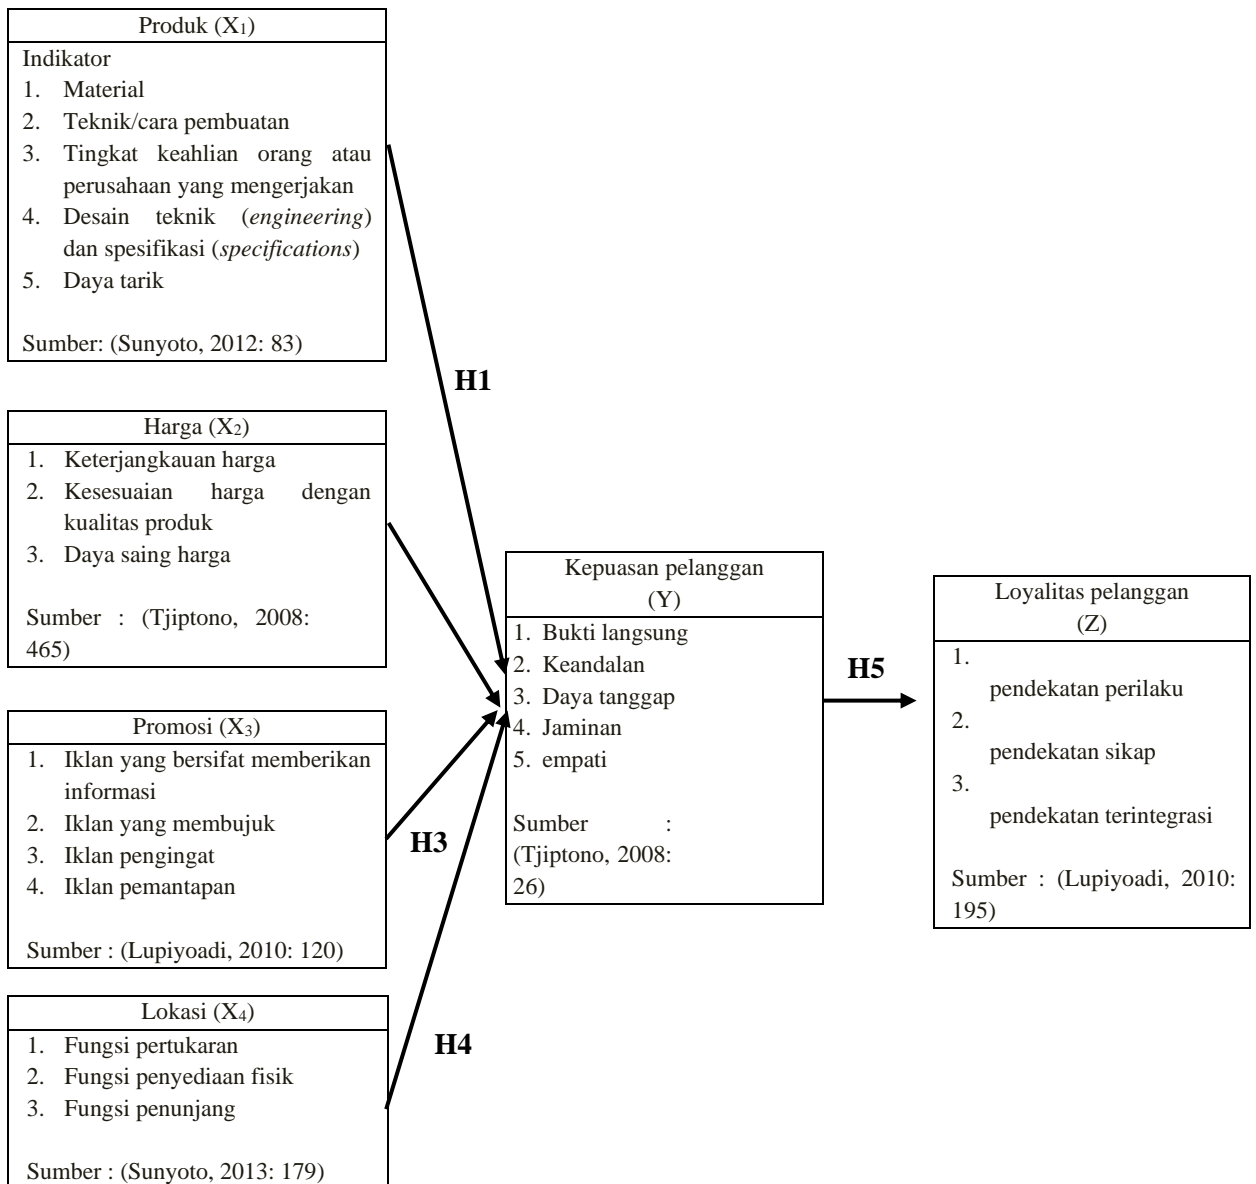 Produk (X1)
Indikator
1. Material
2. Teknik/cara pembuatan
3. Tingkat keahlian orang atau
perusahaan yang mengerjakan
4. Desain teknik (engineering)
dan spesifikasi (specifications)
5. Daya tarik
Sumber: (Sunyoto, 2012: 83)
H1
Harga (X2)
1. Keterjangkauan harga
2. Kesesuaian harga dengan
kualitas produk
3. Daya saing harga
Sumber : (Tjiptono, 2008:
465)
Promosi (X3)
1. Iklan yang bersifat memberikan
informasi
2. Iklan yang membujuk
3. Iklan pengingat
4. Iklan pemantapan
Sumber : (Lupiyoadi, 2010: 120)
H3
Lokasi (X4)
1. Fungsi pertukaran
2. Fungsi penyediaan fisik
3. Fungsi penunjang
Sumber : (Sunyoto, 2013: 179)
H4
Kepuasan pelanggan
(Y)
1. Bukti langsung
2. Keandalan
3. Daya tanggap
4. Jaminan
5. empati
Sumber :
(Tjiptono, 2008:
26)
H5
Loyalitas pelanggan
(Z)
1.
pendekatan perilaku
2.
pendekatan sikap
3.
pendekatan terintegrasi
Sumber : (Lupiyoadi, 2010:
195)